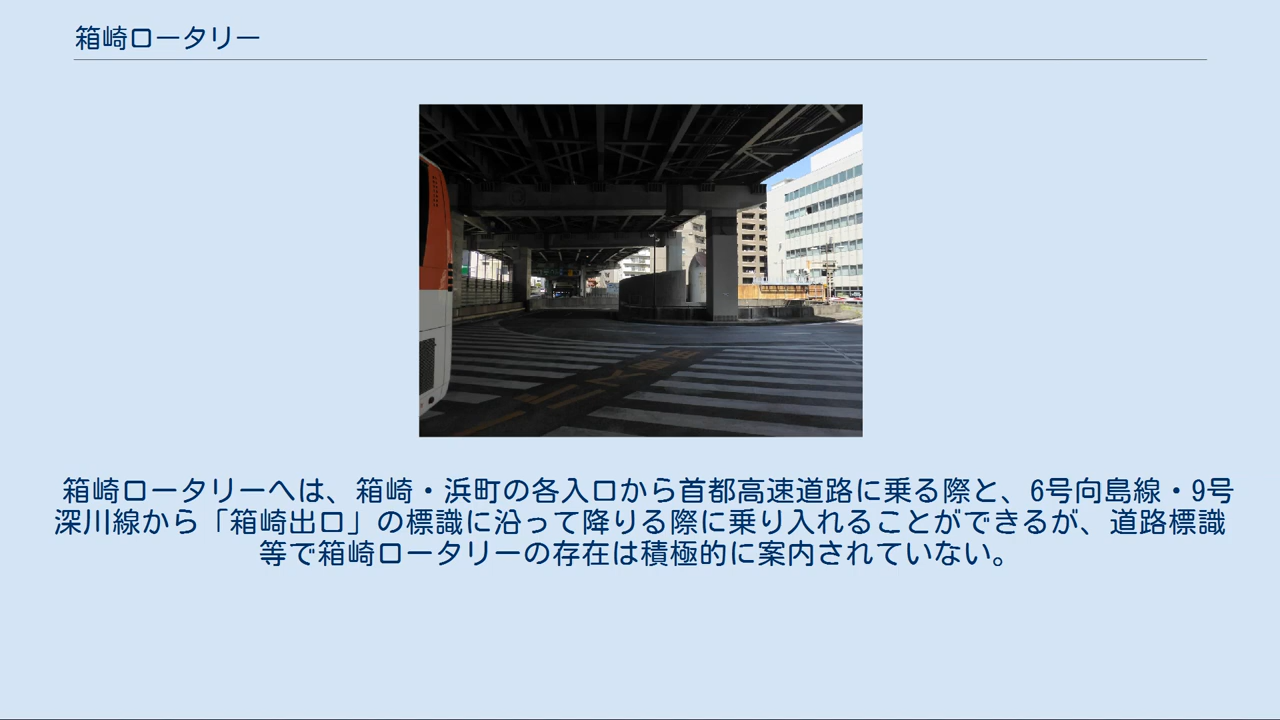 箱崎ロータリー
箱崎ロータリーへは、箱崎・浜町の各入口から首都高速道路に乗る際と、6号向島線・9号
深川線から「箱崎出口」の標識に沿って降りる際に乗り入れることができるが、道路標識
等で箱崎ロータリーの存在は積極的に案内されていない。